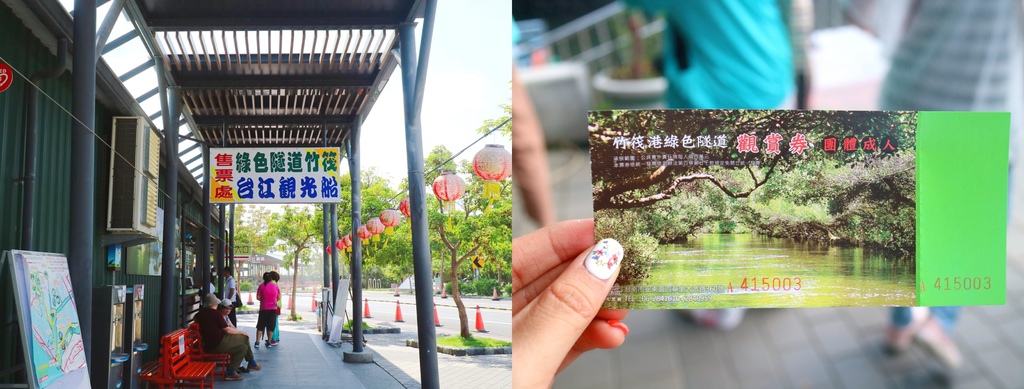 售票處
綠色隧道竹筏
台江觀光船
竹筏港綠色隧道 觀賞券 團體成人
A 415003
A 415003